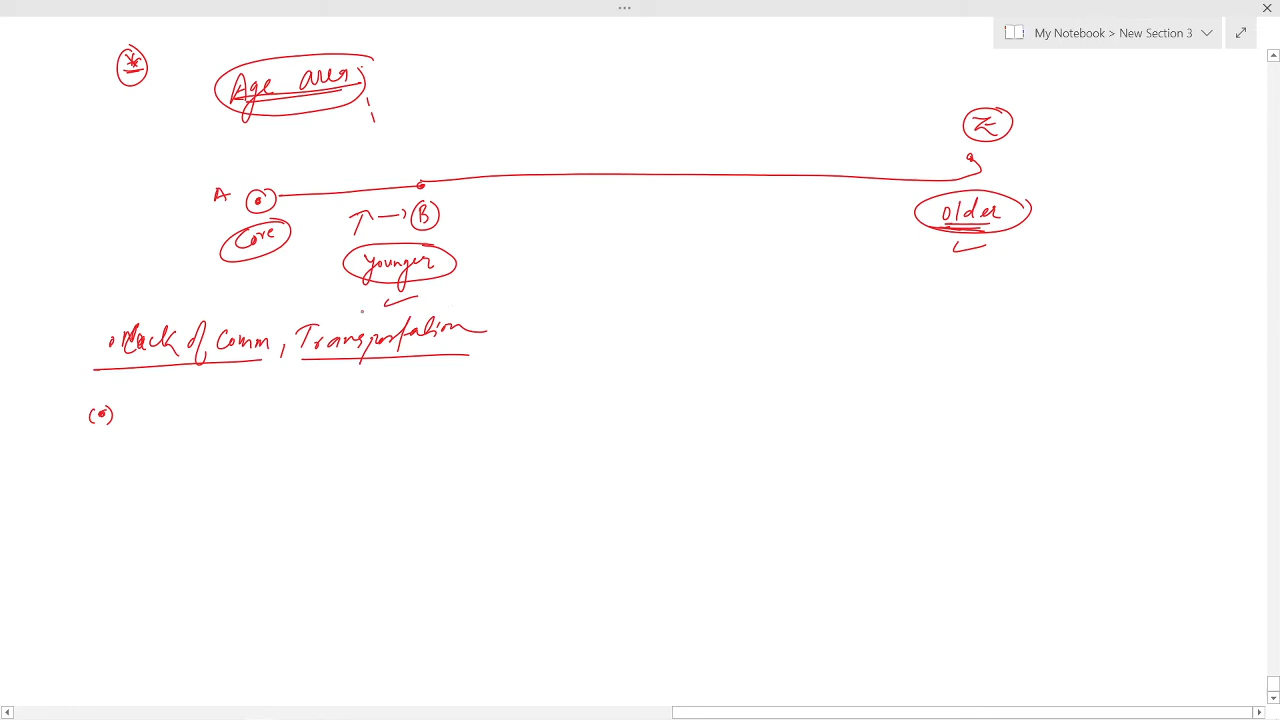 My Notebook > New Section 3
Age area
Z
A
B
older
Core
younger
Lack of Comm, Transportation